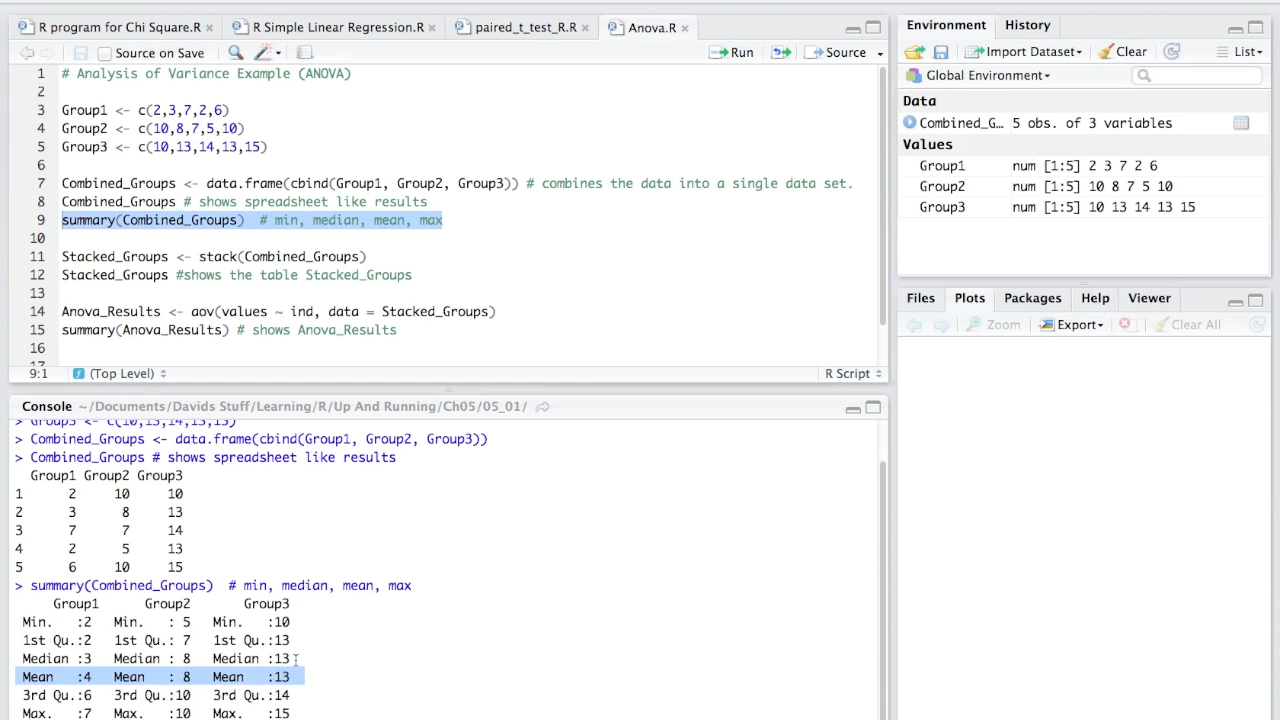 R program for Chi Square.R
R Simple Linear Regression.R
paired_t_test_R.R
Anova.R
Source on Save
Run
Source
1 # Analysis of Variance Example (ANOVA)
2
3 Group1 <- c(2,3,7,2,6)
4 Group2 <- c(10,8,7,5,10)
5 Group3 <- c(10,13,14,13,15)
6
7 Combined_Groups <- data.frame(cbind(Group1, Group2, Group3)) # combines the data into a single data set.
8 Combined_Groups # shows spreadsheet like results
9 summary(Combined_Groups)  # min, median, mean, max
10
11 Stacked_Groups <- stack(Combined_Groups)
12 Stacked_Groups #shows the table Stacked_Groups
13
14 Anova_Results <- aov(values ~ ind, data = Stacked_Groups)
15 summary(Anova_Results) # shows Anova_Results
16
17
9:1 (Top Level) R Script
Console ~/Documents/Davids Stuff/Learning/R/Up And Running/Ch05/05_01/
> Group3 <- c(10,13,14,13,15)
> Combined_Groups <- data.frame(cbind(Group1, Group2, Group3))
> Combined_Groups # shows spreadsheet like results
Group1 Group2 Group3
1 2 10 10
2 3 8 13
3 7 7 14
4 2 5 13
5 6 10 15
> summary(Combined_Groups)  # min, median, mean, max
Group1 Group2 Group3
Min. :2 Min. : 5 Min. :10
1st Qu.:2 1st Qu.: 7 1st Qu.:13
Median :3 Median : 8 Median :13
Mean :4 Mean : 8 Mean :13
3rd Qu.:6 3rd Qu.:10 3rd Qu.:14
Max. :7 Max. :10 Max. :15
Environment History
Import Dataset Clear List
Global Environment
Data
Combined_G… 5 obs. of 3 variables
Values
Group1 num [1:5] 2 3 7 2 6
Group2 num [1:5] 10 8 7 5 10
Group3 num [1:5] 10 13 14 13 15
Files Plots Packages Help Viewer
Zoom Export Clear All